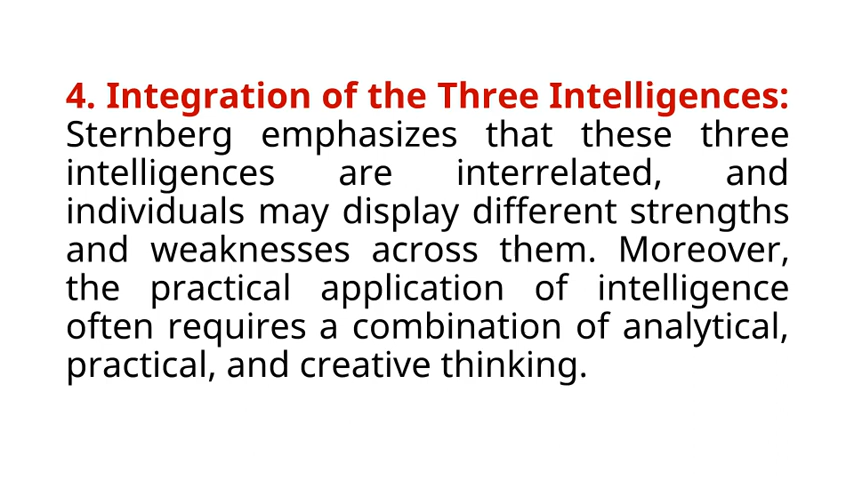 4. Integration of the Three Intelligences:
Sternberg emphasizes that these three
intelligences are interrelated, and
individuals may display different strengths
and weaknesses across them. Moreover,
the practical application of intelligence
often requires a combination of analytical,
practical, and creative thinking.